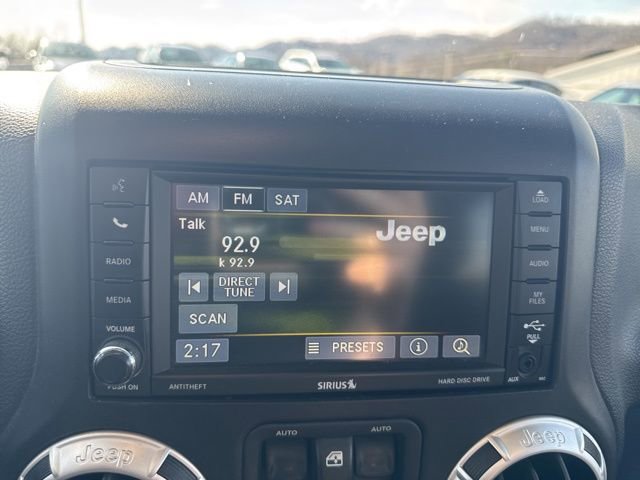 AM FM SAT
Talk
92.9
k 92.9
Jeep
DIRECT
TUNE
SCAN
2:17
PRESETS
RADIO
MEDIA
VOLUME
PUSH ON
ANTITHEFT
SIRIUS
HARD DISC DRIVE
LOAD
MENU
AUDIO
MY
FILES
PULL
AUX
AUTO
AUTO
Jeep
Jeep